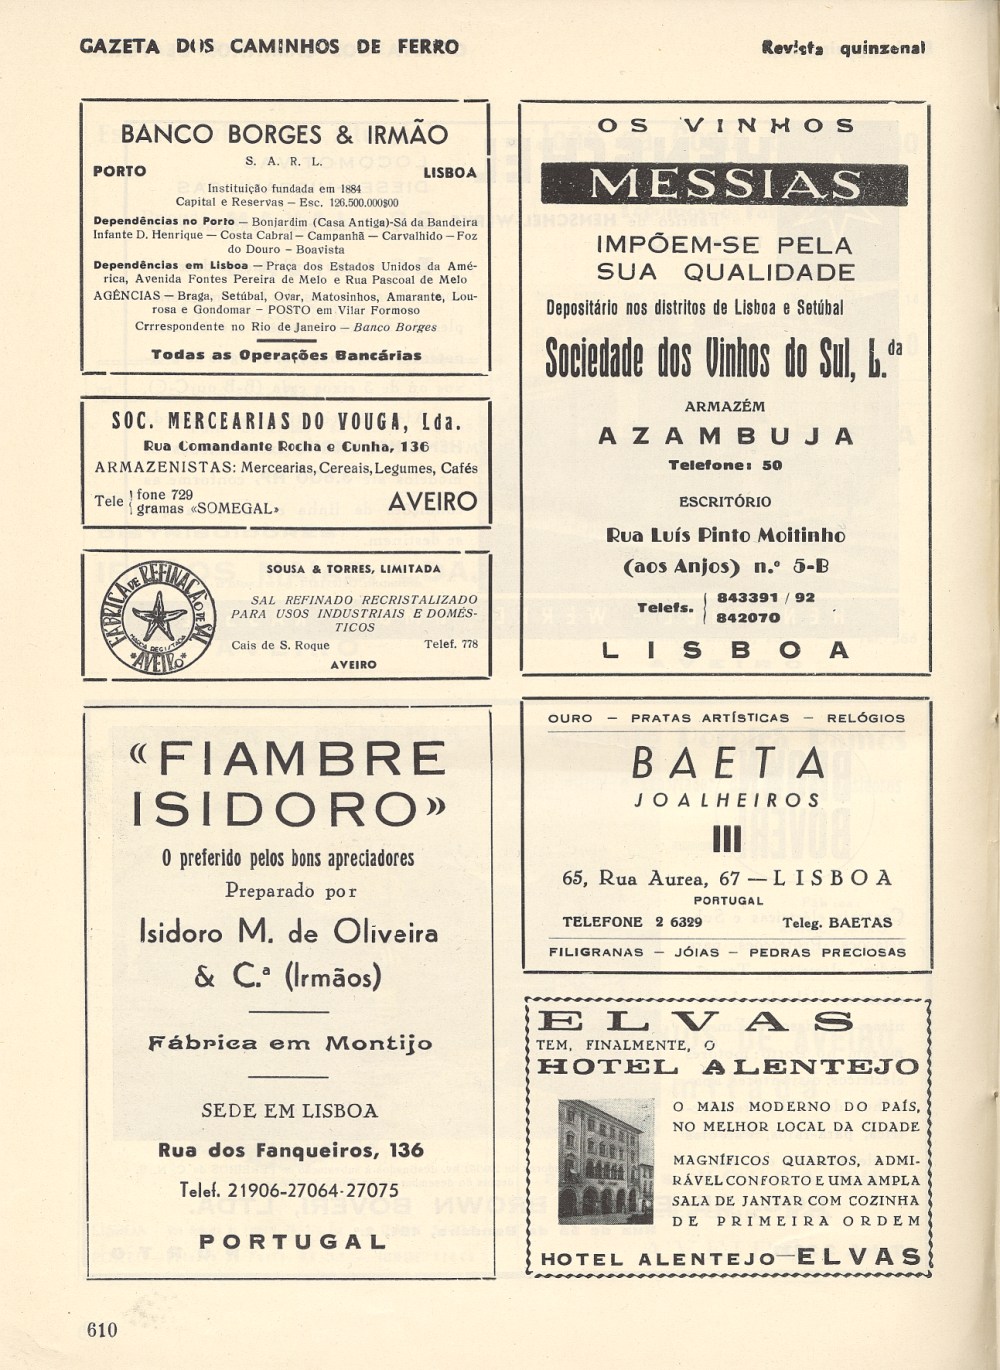 GAZETA DOS CAMINHOS DE FERRO
Revista quinzenal
BANCO BORGES & IRMÃO
S. A. R. L.
PORTO LISBOA
Instituição fundada em 1884
Capital e Reservas — Esc. 126.500.000$00
Dependências no Porto — Bonjardim (Casa Antiga)-Sá da Bandeira
Infante D. Henrique — Costa Cabral — Campanhã — Carvalhido — Foz
do Douro - Boavista
Dependências em Lisboa — Praça dos Estados Unidos da Amé-
rica, Avenida Fontes Pereira de Melo e Rua Pascoal de Melo
AGÊNCIAS — Braga, Setúbal, Ovar, Matosinhos, Amarante, Lou-
rosa e Gondomar — POSTO em Vilar Formoso
Crrrespondente no Rio de Janeiro — Banco Borges
Todas as Operações Bancárias
SOC. MERCEARIAS DO VOUGA, Lda.
Rua Comandante Rocha e Cunha, 136
ARMAZENISTAS: Mercearias, Cereais, Legumes, Cafés
Tele { fone 729
gramas «SOMEGAL»
AVEIRO
FÁBRICA DE REFINAÇÃO DE SAL
MARCA REGISTADA
*AVEIRO*
SOUSA & TORRES, LIMITADA
SAL REFINADO RECRISTALIZADO
PARA USOS INDUSTRIAIS E DOMÉS-
TICOS
Cais de S. Roque Telef. 778
AVEIRO
«FIAMBRE
ISIDORO»
O preferido pelos bons apreciadores
Preparado por
Isidoro M. de Oliveira
& C.ª (Irmãos)
Fábrica em Montijo
SEDE EM LISBOA
Rua dos Fanqueiros, 136
Telef. 21906-27064-27075
PORTUGAL
OS VINHOS
MESSIAS
IMPÕEM-SE PELA
SUA QUALIDADE
Depositário nos distritos de Lisboa e Setúbal
Sociedade dos Vinhos do Sul, L.da
ARMAZÉM
AZAMBUJA
Telefone: 50
ESCRITÓRIO
Rua Luís Pinto Moitinho
(aos Anjos) n.º 5-B
Telefs. { 843391 / 92
842070
LISBOA
OURO — PRATAS ARTÍSTICAS — RELÓGIOS
BAETA
JOALHEIROS
65, Rua Aurea, 67 — LISBOA
PORTUGAL
TELEFONE 2 6329 Teleg. BAETAS
FILIGRANAS — JÓIAS — PEDRAS PRECIOSAS
ELVAS
TEM, FINALMENTE, O
HOTEL ALENTEJO
O MAIS MODERNO DO PAÍS,
NO MELHOR LOCAL DA CIDADE
MAGNÍFICOS QUARTOS, ADMI-
RÁVEL CONFORTO E UMA AMPLA
SALA DE JANTAR COM COZINHA
DE PRIMEIRA ORDEM
HOTEL ALENTEJO—ELVAS
610